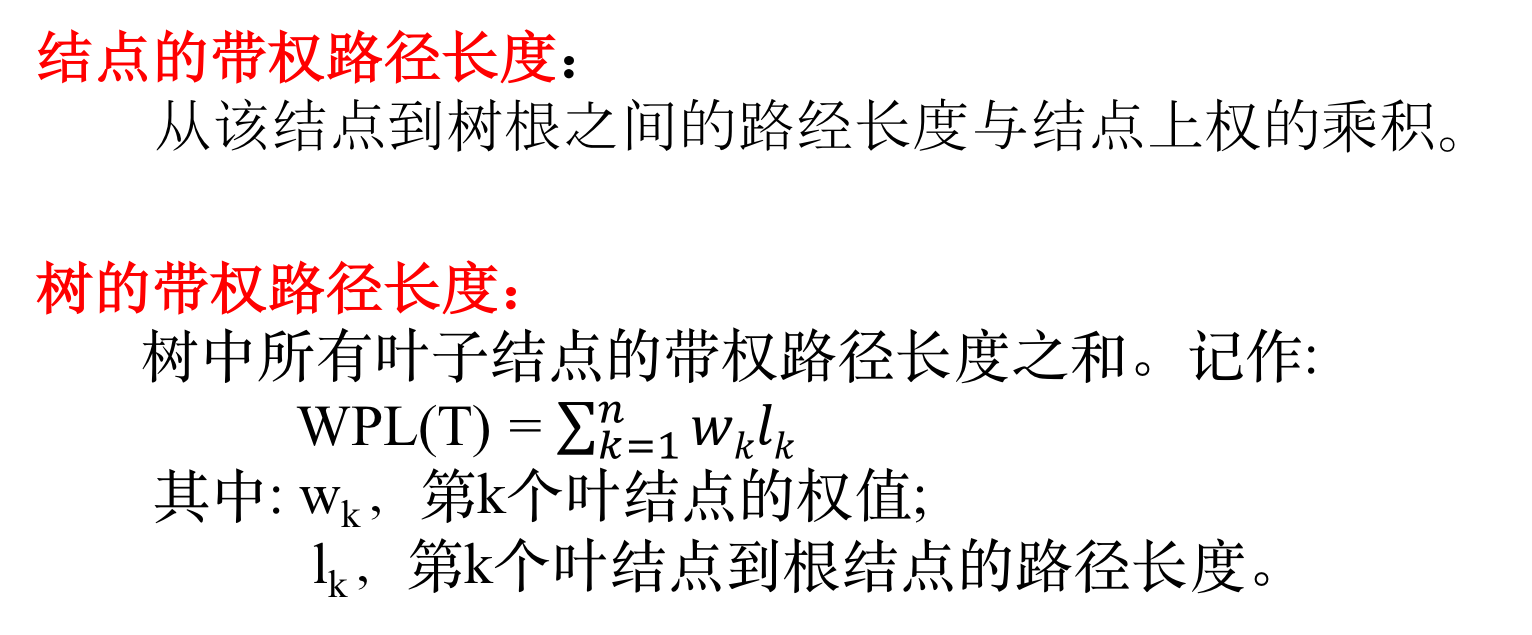 结点的带权路径长度：
从该结点到树根之间的路经长度与结点上权的乘积。
树的带权路径长度：
树中所有叶子结点的带权路径长度之和。记作:
WPL(T) = ∑ⁿₖ₌₁ wₖlₖ
其中: wₖ，第k个叶结点的权值;
lₖ，第k个叶结点到根结点的路径长度。